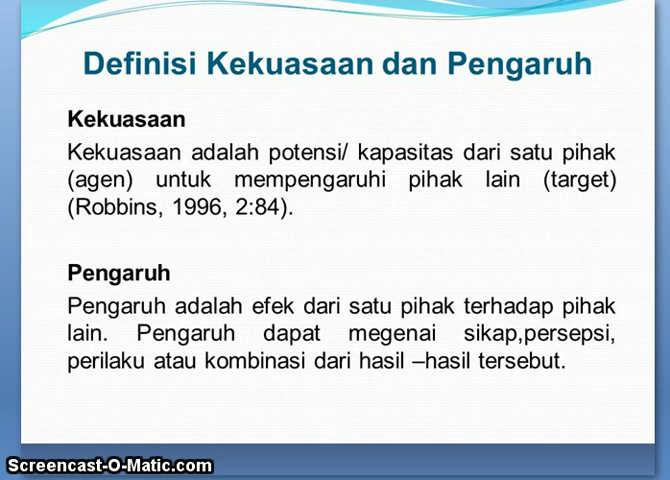 Definisi Kekuasaan dan Pengaruh
Kekuasaan
Kekuasaan adalah potensi/ kapasitas dari satu pihak
(agen) untuk mempengaruhi pihak lain (target)
(Robbins, 1996, 2:84).
Pengaruh
Pengaruh adalah efek dari satu pihak terhadap pihak
lain. Pengaruh dapat megenai sikap,persepsi,
perilaku atau kombinasi dari hasil –hasil tersebut.
Screencast-O-Matic.com